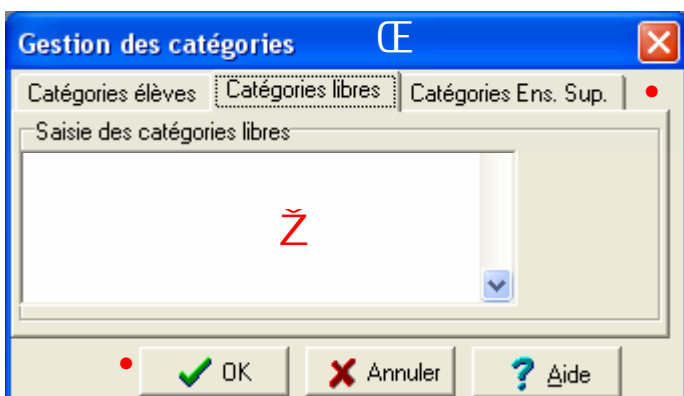 Gestion des catégories Œ
Catégories élèves Catégories libres Catégories Ens. Sup. •
Saisie des catégories libres
Ž
• OK Annuler ? Aide